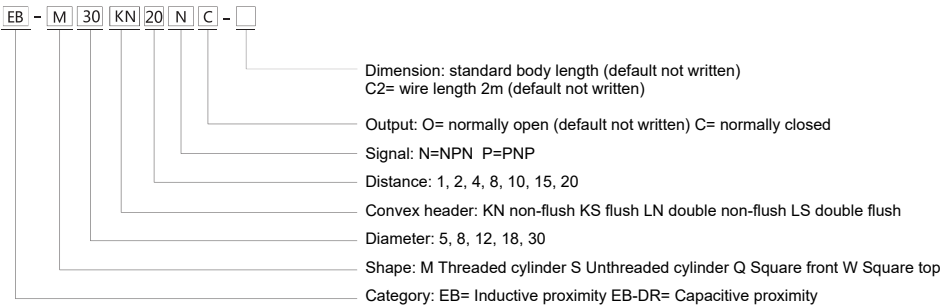 EB - M 30 KN 20 N C -
Dimension: standard body length (default not written)
C2= wire length 2m (default not written)
Output: O= normally open (default not written) C= normally closed
Signal: N=NPN P=PNP
Distance: 1, 2, 4, 8, 10, 15, 20
Convex header: KN non-flush KS flush LN double non-flush LS double flush
Diameter: 5, 8, 12, 18, 30
Shape: M Threaded cylinder S Unthreaded cylinder Q Square front W Square top
Category: EB= Inductive proximity EB-DR= Capacitive proximity